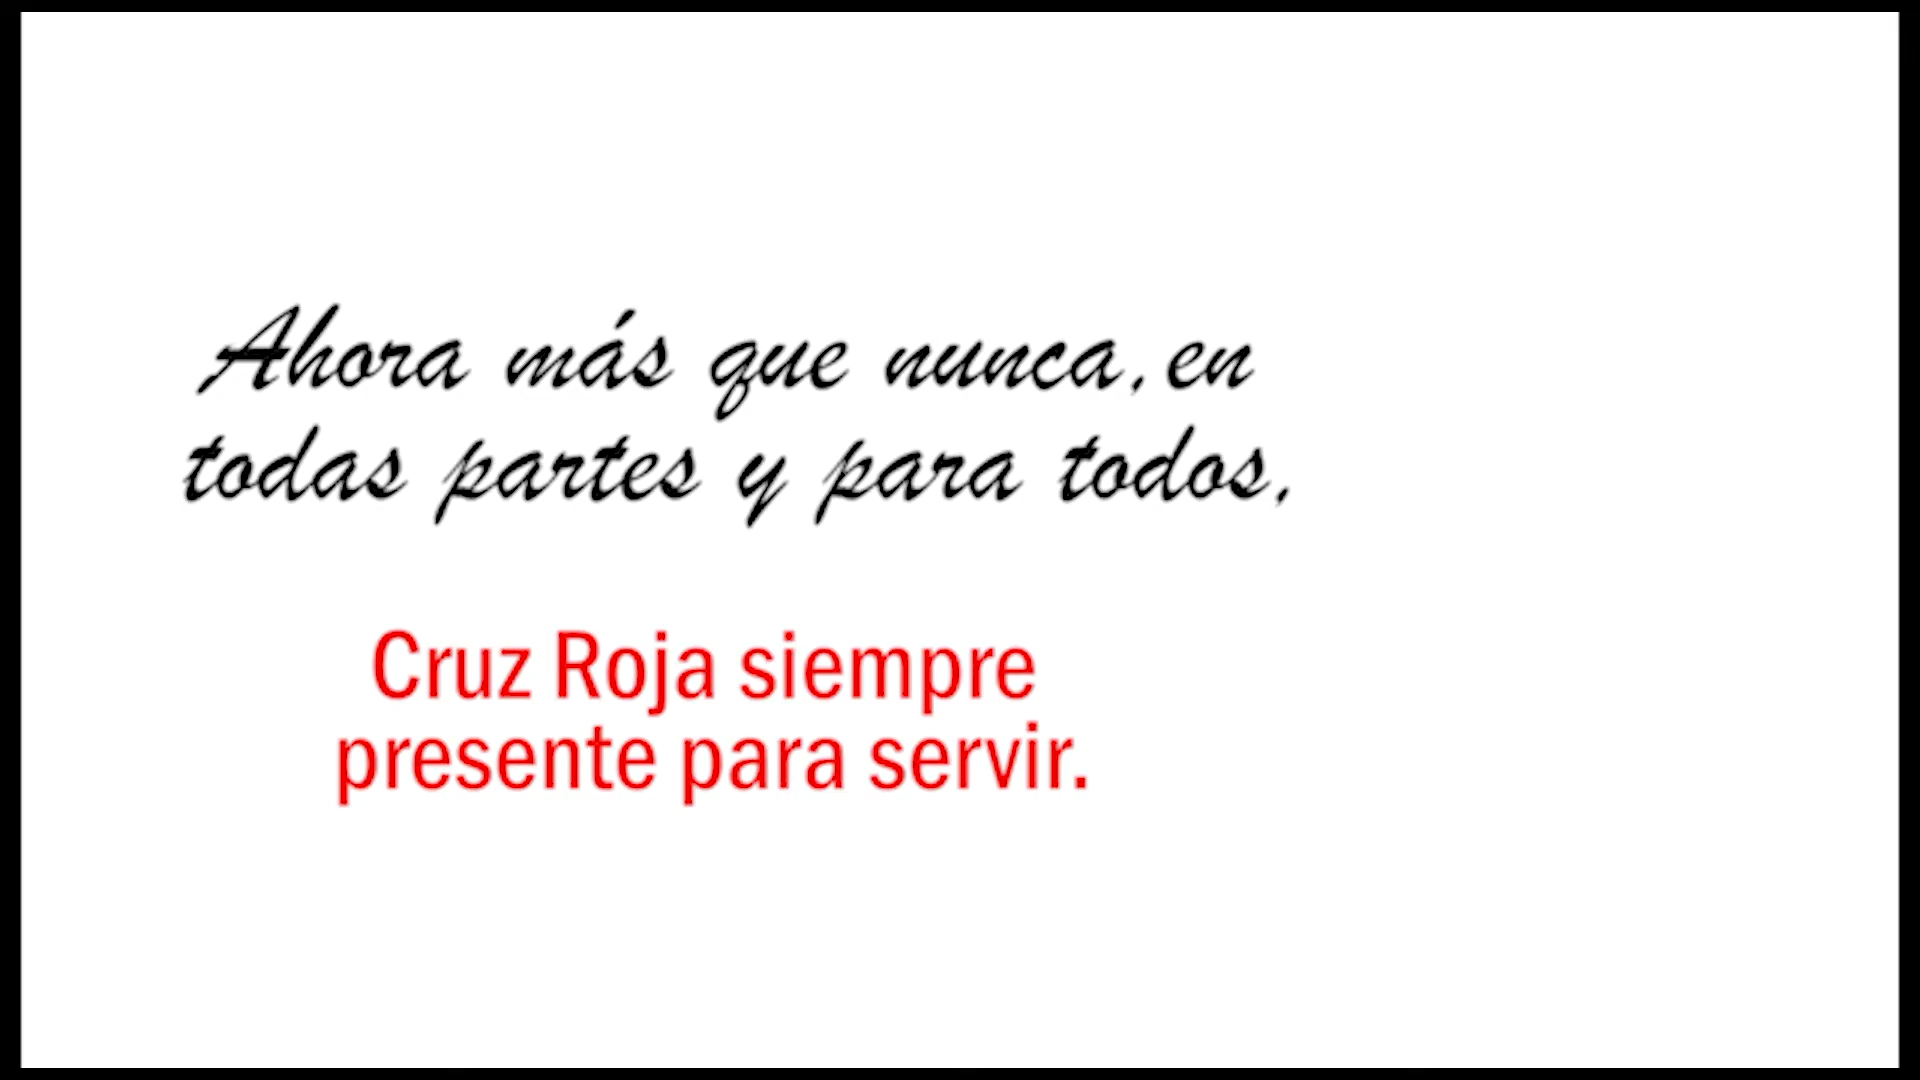 Ahora más que nunca,en
todas partes y para todos,
Cruz Roja siempre
presente para servir.